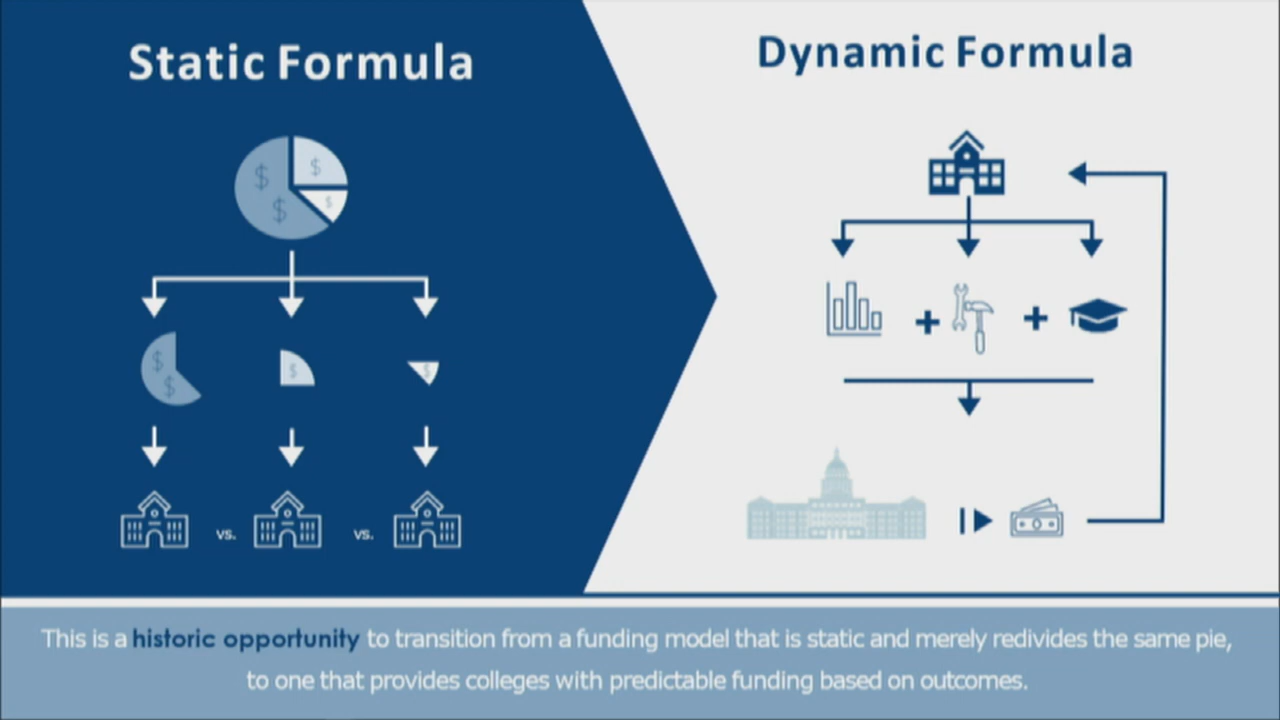 Static Formula
Dynamic Formula
$
$
$
$
$
$
$
$
vs.
vs.
This is a historic opportunity to transition from a funding model that is static and merely redivides the same pie,
to one that provides colleges with predictable funding based on outcomes.